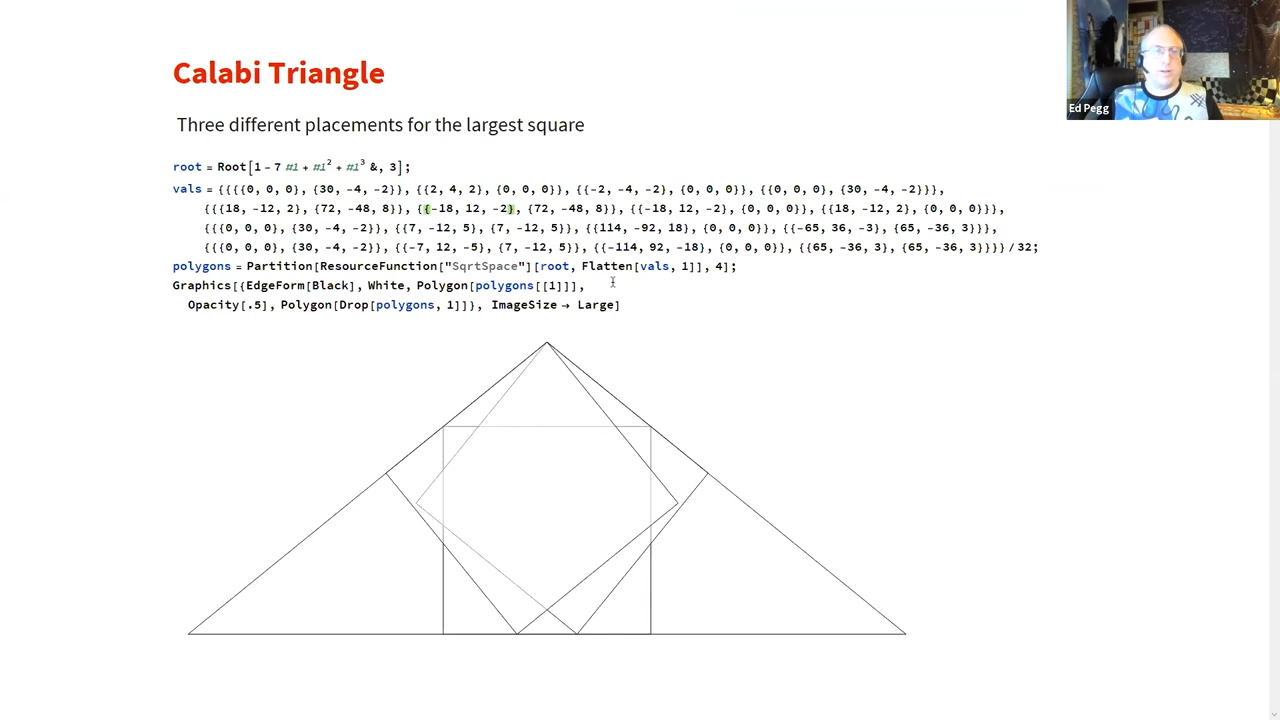 Calabi Triangle
Three different placements for the largest square
root = Root[1 - 7 #1 + #1² + #1³ &, 3];
vals = {{{{0, 0, 0}, {30, -4, -2}}, {{2, 4, 2}, {0, 0, 0}}, {{-2, -4, -2}, {0, 0, 0}}, {{0, 0, 0}, {30, -4, -2}}},
{{{18, -12, 2}, {72, -48, 8}}, {{-18, 12, -2}, {72, -48, 8}}, {{-18, 12, -2}, {0, 0, 0}}, {{18, -12, 2}, {0, 0, 0}}},
{{{0, 0, 0}, {30, -4, -2}}, {{7, -12, 5}, {7, -12, 5}}, {{114, -92, 18}, {0, 0, 0}}, {{-65, 36, -3}, {65, -36, 3}}},
{{{0, 0, 0}, {30, -4, -2}}, {{-7, 12, -5}, {7, -12, 5}}, {{-114, 92, -18}, {0, 0, 0}}, {{65, -36, 3}, {65, -36, 3}}}} / 32;
polygons = Partition[ResourceFunction["SqrtSpace"][root, Flatten[vals, 1]], 4];
Graphics[{EdgeForm[Black], White, Polygon[polygons[[1]]],
Opacity[.5], Polygon[Drop[polygons, 1]]}, ImageSize → Large]
Ed Pegg